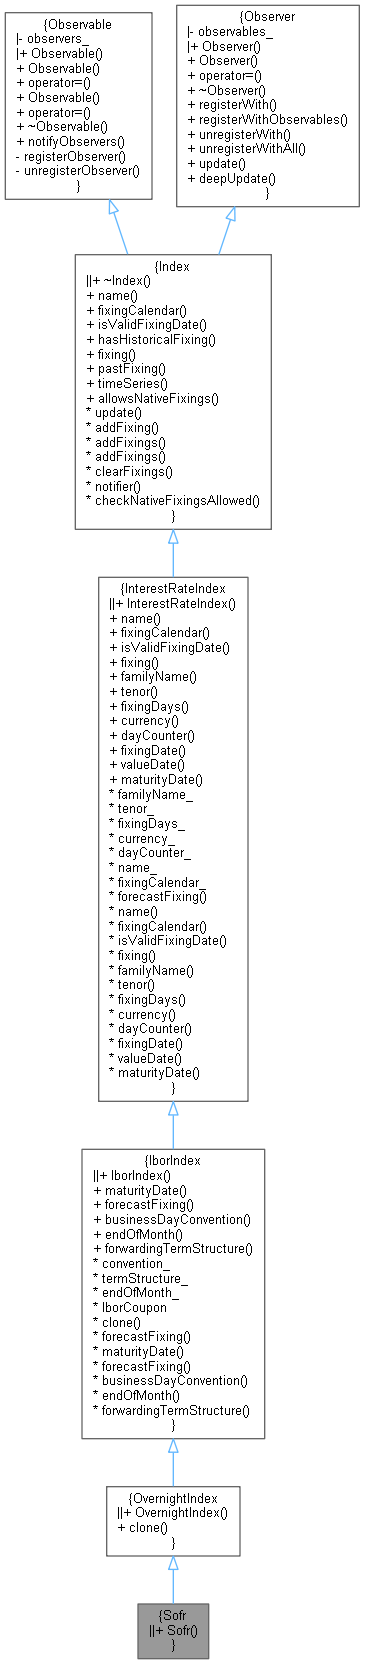 {Observable
|- observers_
|+ Observable()
+ Observable()
+ operator=()
+ Observable()
+ operator=()
+ ~Observable()
+ notifyObservers()
- registerObserver()
- unregisterObserver()
}
{Observer
|- observables_
|+ Observer()
+ Observer()
+ operator=()
+ ~Observer()
+ registerWith()
+ registerWithObservables()
+ unregisterWith()
+ unregisterWithAll()
+ update()
+ deepUpdate()
}
{Index
||+ ~Index()
+ name()
+ fixingCalendar()
+ isValidFixingDate()
+ hasHistoricalFixing()
+ fixing()
+ pastFixing()
+ timeSeries()
+ allowsNativeFixings()
* update()
* addFixing()
* addFixings()
* addFixings()
* clearFixings()
* notifier()
* checkNativeFixingsAllowed()
}
{InterestRateIndex
||+ InterestRateIndex()
+ name()
+ fixingCalendar()
+ isValidFixingDate()
+ fixing()
+ familyName()
+ tenor()
+ fixingDays()
+ currency()
+ dayCounter()
+ fixingDate()
+ valueDate()
+ maturityDate()
* familyName_
* tenor_
* fixingDays_
* currency_
* dayCounter_
* name_
* fixingCalendar_
* forecastFixing()
* name()
* fixingCalendar()
* isValidFixingDate()
* fixing()
* familyName()
* tenor()
* fixingDays()
* currency()
* dayCounter()
* fixingDate()
* valueDate()
* maturityDate()
}
{IborIndex
||+ IborIndex()
+ maturityDate()
+ forecastFixing()
+ businessDayConvention()
+ endOfMonth()
+ forwardingTermStructure()
* convention_
* termStructure_
* endOfMonth_
* IborCoupon
* clone()
* forecastFixing()
* maturityDate()
* forecastFixing()
* businessDayConvention()
* endOfMonth()
* forwardingTermStructure()
}
{OvernightIndex
||+ OvernightIndex()
+ clone()
}
{Sofr
||+ Sofr()
}